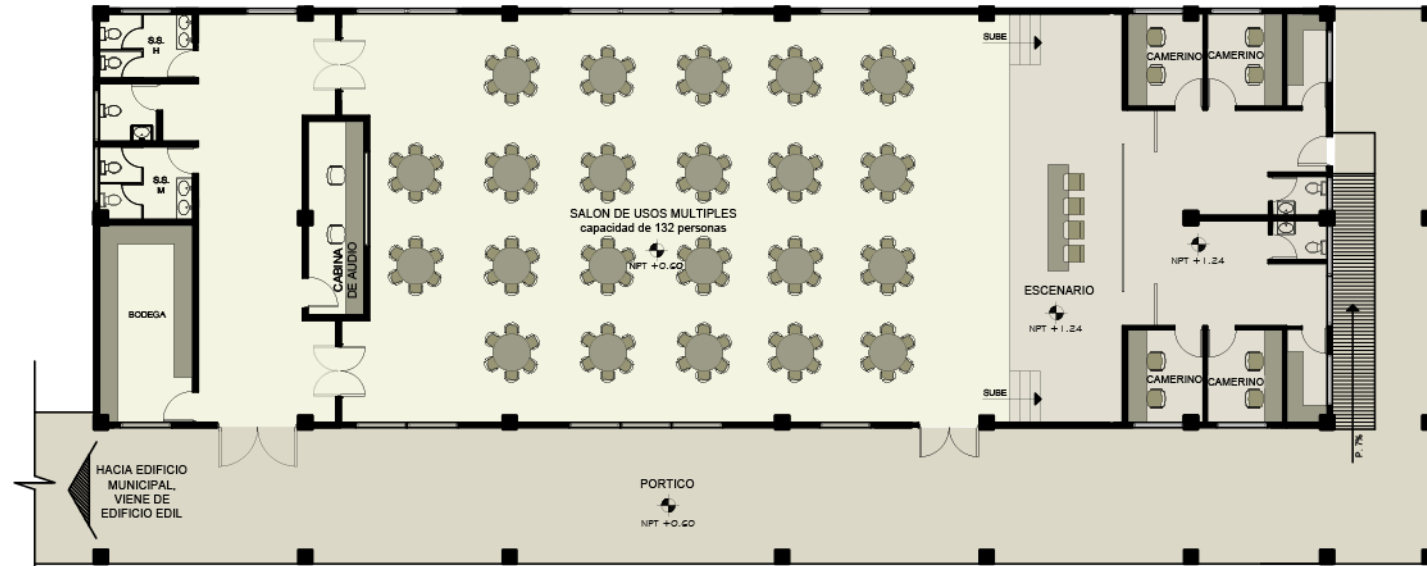 S.S.
H
SUBE
CAMERINO
CAMERINO
S.S.
M
SALON DE USOS MULTIPLES
capacidad de 132 personas
NPT +0.60
CABINA
DE AUDIO
NPT +1.24
ESCENARIO
NPT +1.24
BODEGA
SUBE
CAMERINO
CAMERINO
P. 7%
HACIA EDIFICIO
MUNICIPAL,
VIENE DE
EDIFICIO EDIL
PORTICO
NPT +0.60